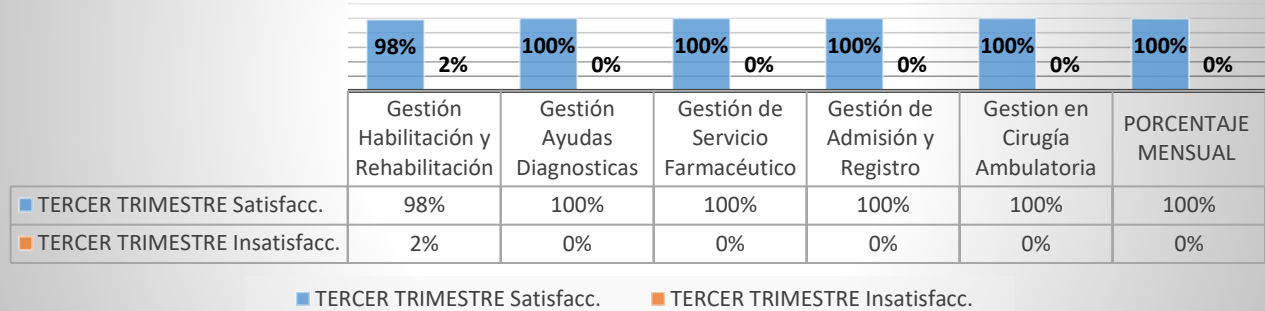 98% 2% 100% 0% 100% 0% 100% 0% 100% 0% 100% 0%
Gestión Habilitación y Rehabilitación
Gestión Ayudas Diagnosticas
Gestión de Servicio Farmacéutico
Gestión de Admisión y Registro
Gestion en Cirugía Ambulatoria
PORCENTAJE MENSUAL
TERCER TRIMESTRE Satisfacc. 98% 100% 100% 100% 100% 100%
TERCER TRIMESTRE Insatisfacc. 2% 0% 0% 0% 0% 0%
TERCER TRIMESTRE Satisfacc. TERCER TRIMESTRE Insatisfacc.